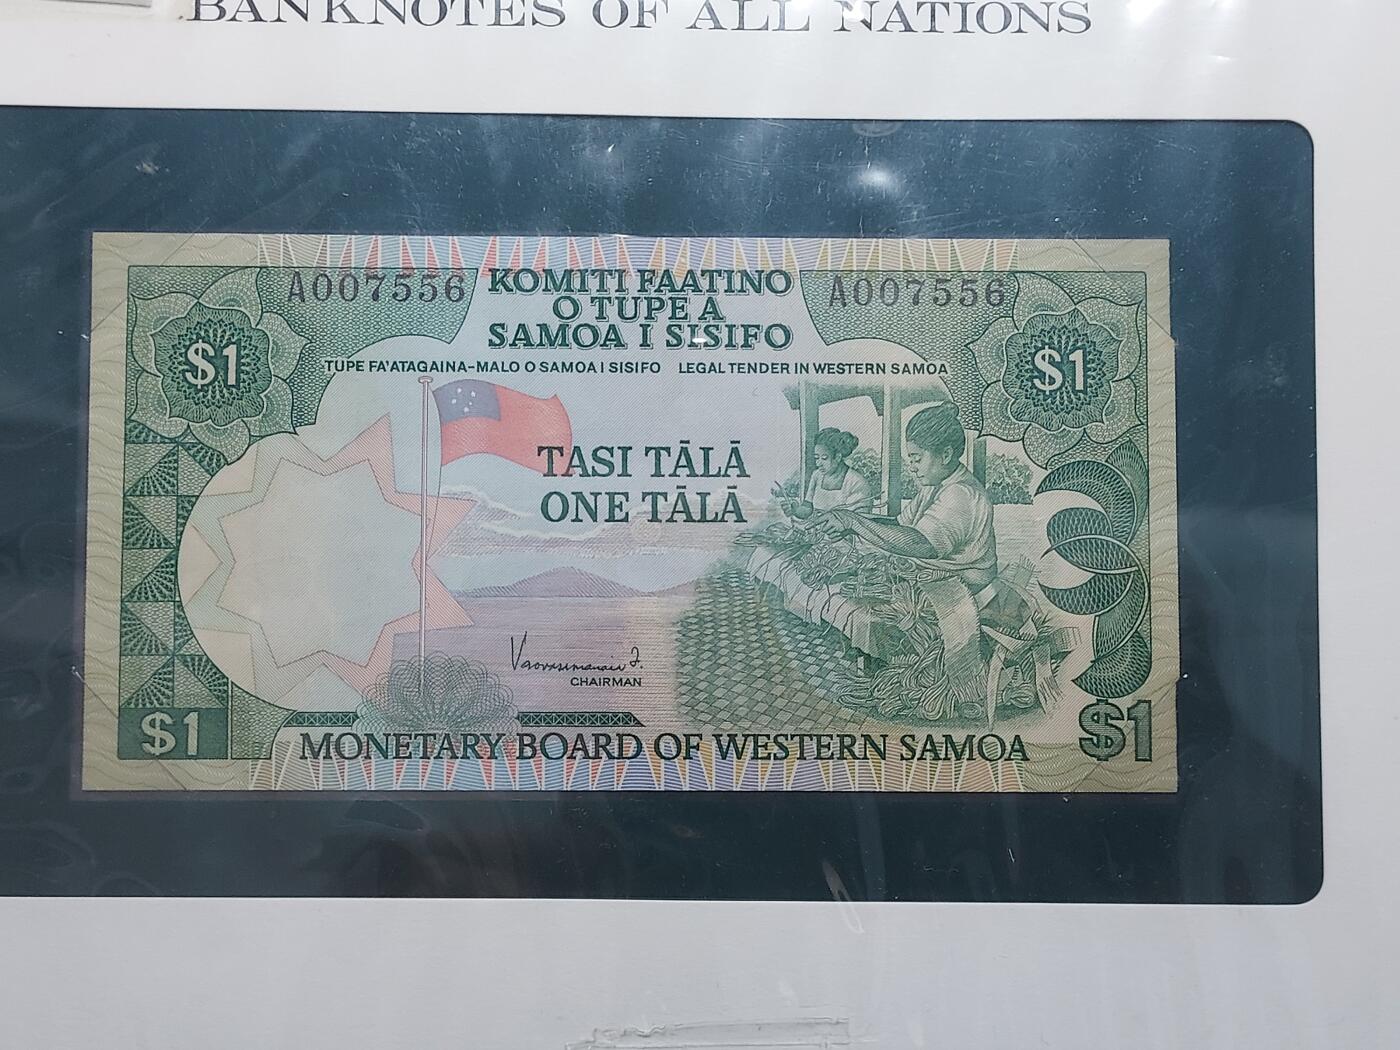 BANKNOTES OF ALL NATIONS
A007556
A007556
KOMITI FAATINO
O TUPE A
SAMOA I SISIFO
$1
$1
TUPE FA'ATAGAINA-MALO O SAMOA I SISIFO LEGAL TENDER IN WESTERN SAMOA
TASI TĀLĀ
ONE TĀLĀ
CHAIRMAN
$1
MONETARY BOARD OF WESTERN SAMOA
$1